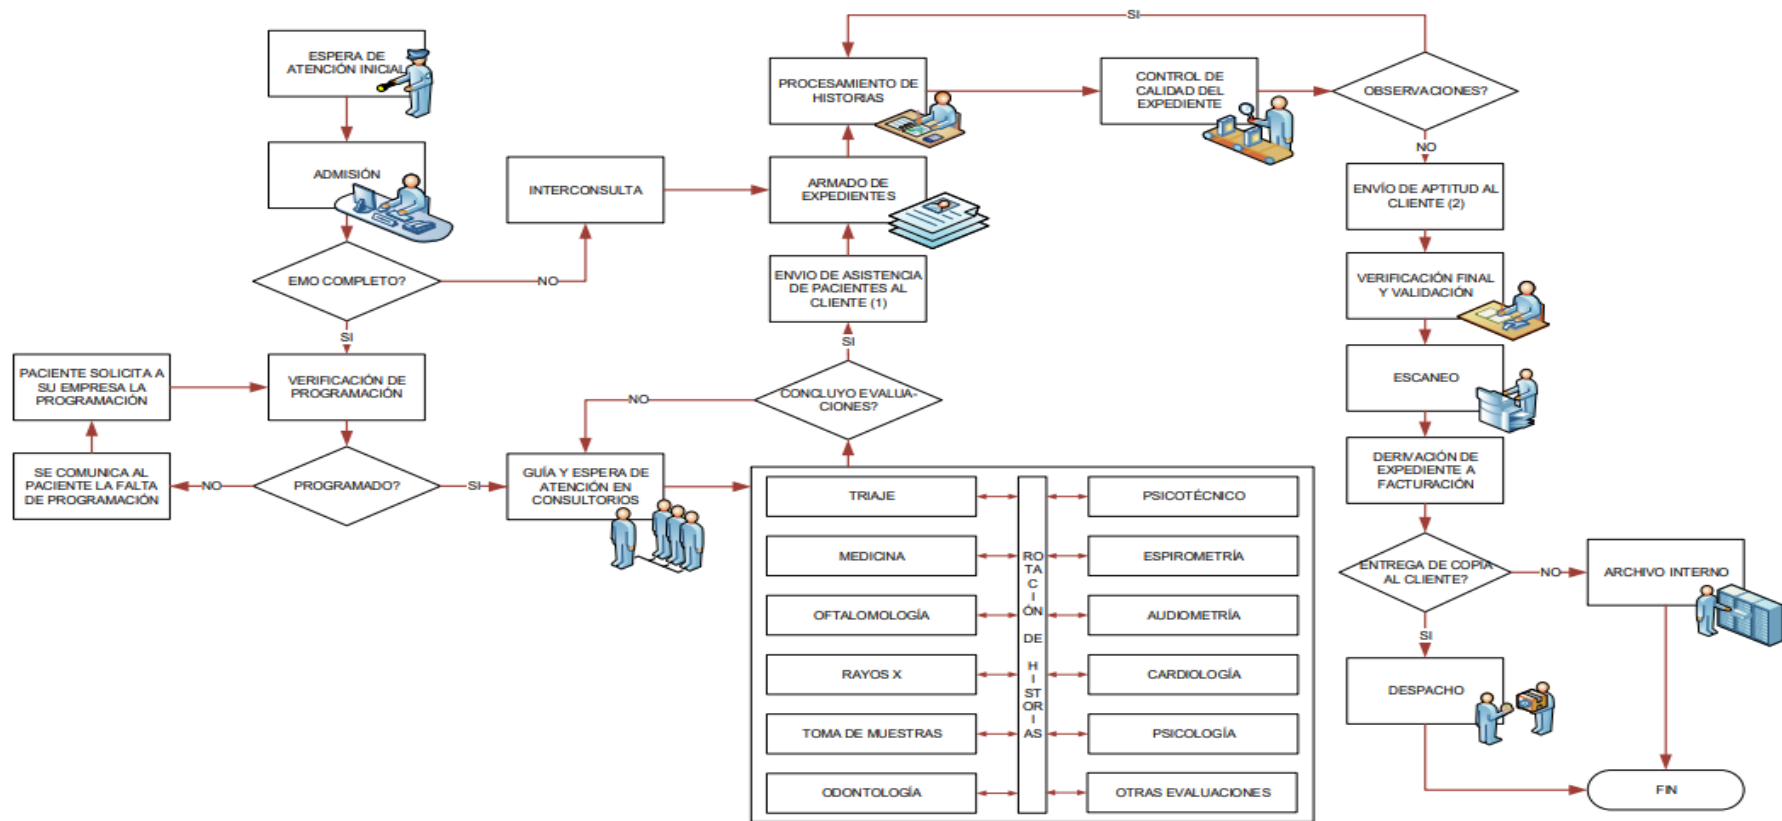 ESPERA DE
ATENCIÓN INICIAL
ADMISIÓN
EMO COMPLETO?
NO
SI
INTERCONSULTA
PACIENTE SOLICITA A
SU EMPRESA LA
PROGRAMACIÓN
VERIFICACIÓN DE
PROGRAMACIÓN
SE COMUNICA AL
PACIENTE LA FALTA
DE PROGRAMACIÓN
NO
PROGRAMADO?
SI
GUÍA Y ESPERA DE
ATENCIÓN EN
CONSULTORIOS
NO
CONCLUYO EVALUA-
CIONES?
SI
ENVIO DE ASISTENCIA
DE PACIENTES AL
CLIENTE (1)
ARMADO DE
EXPEDIENTES
PROCESAMIENTO DE
HISTORIAS
SI
CONTROL DE
CALIDAD DEL
EXPEDIENTE
OBSERVACIONES?
NO
TRIAJE
MEDICINA
OFTALOMOLOGÍA
RAYOS X
TOMA DE MUESTRAS
ODONTOLOGÍA
RO
TA
C
IÓN
DE
H
I
STO
RI
AS
PSICOTÉCNICO
ESPIROMETRÍA
AUDIOMETRÍA
CARDIOLOGÍA
PSICOLOGÍA
OTRAS EVALUACIONES
ENVÍO DE APTITUD AL
CLIENTE (2)
VERIFICACIÓN FINAL
Y VALIDACIÓN
ESCANEO
DERIVACIÓN DE
EXPEDIENTE A
FACTURACIÓN
ENTREGA DE COPIA
AL CLIENTE?
NO
ARCHIVO INTERNO
SI
DESPACHO
FIN